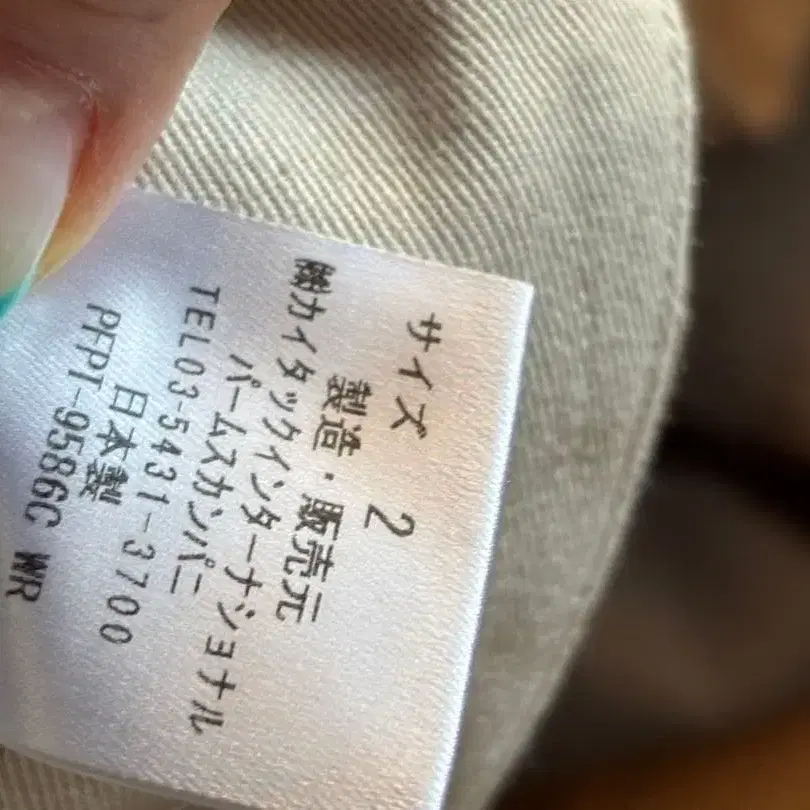 サイズ 2
製造・販売元
㈱カイタックインターナショナル
パームスカンパニ
TEL03-5431-3700
日本製
PFPT-9586C WR